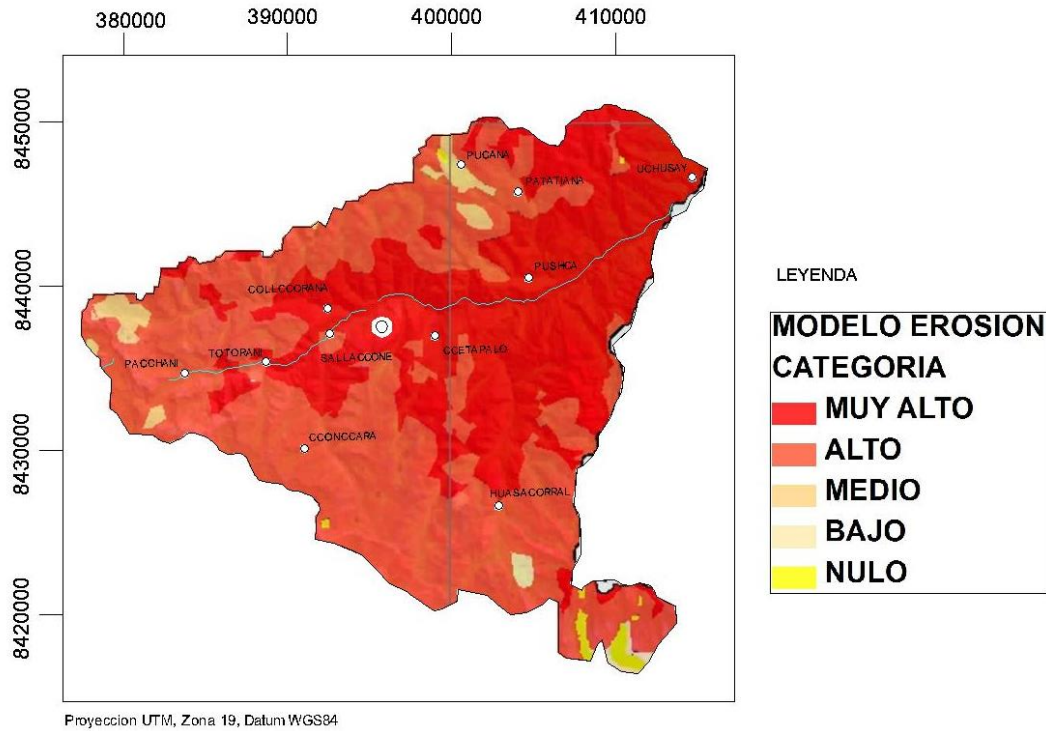 380000 390000 400000 410000
8450000
8440000
8430000
8420000
PUCANA
PATATIANA
UCHUSAY
PUSHCA
COLLCCORANA
TOTORANI
SALLACCONE
CCETAPALO
PACCHANI
CCONCCARA
HUASACORRAL
LEYENDA
MODELO EROSION
CATEGORIA
MUY ALTO
ALTO
MEDIO
BAJO
NULO
Proyeccion UTM, Zona 19, Datum WGS84